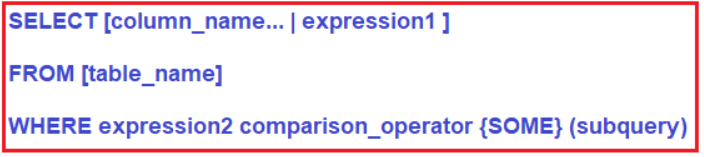 SELECT [column_name... | expression1 ]
FROM [table_name]
WHERE expression2 comparison_operator {SOME} (subquery)